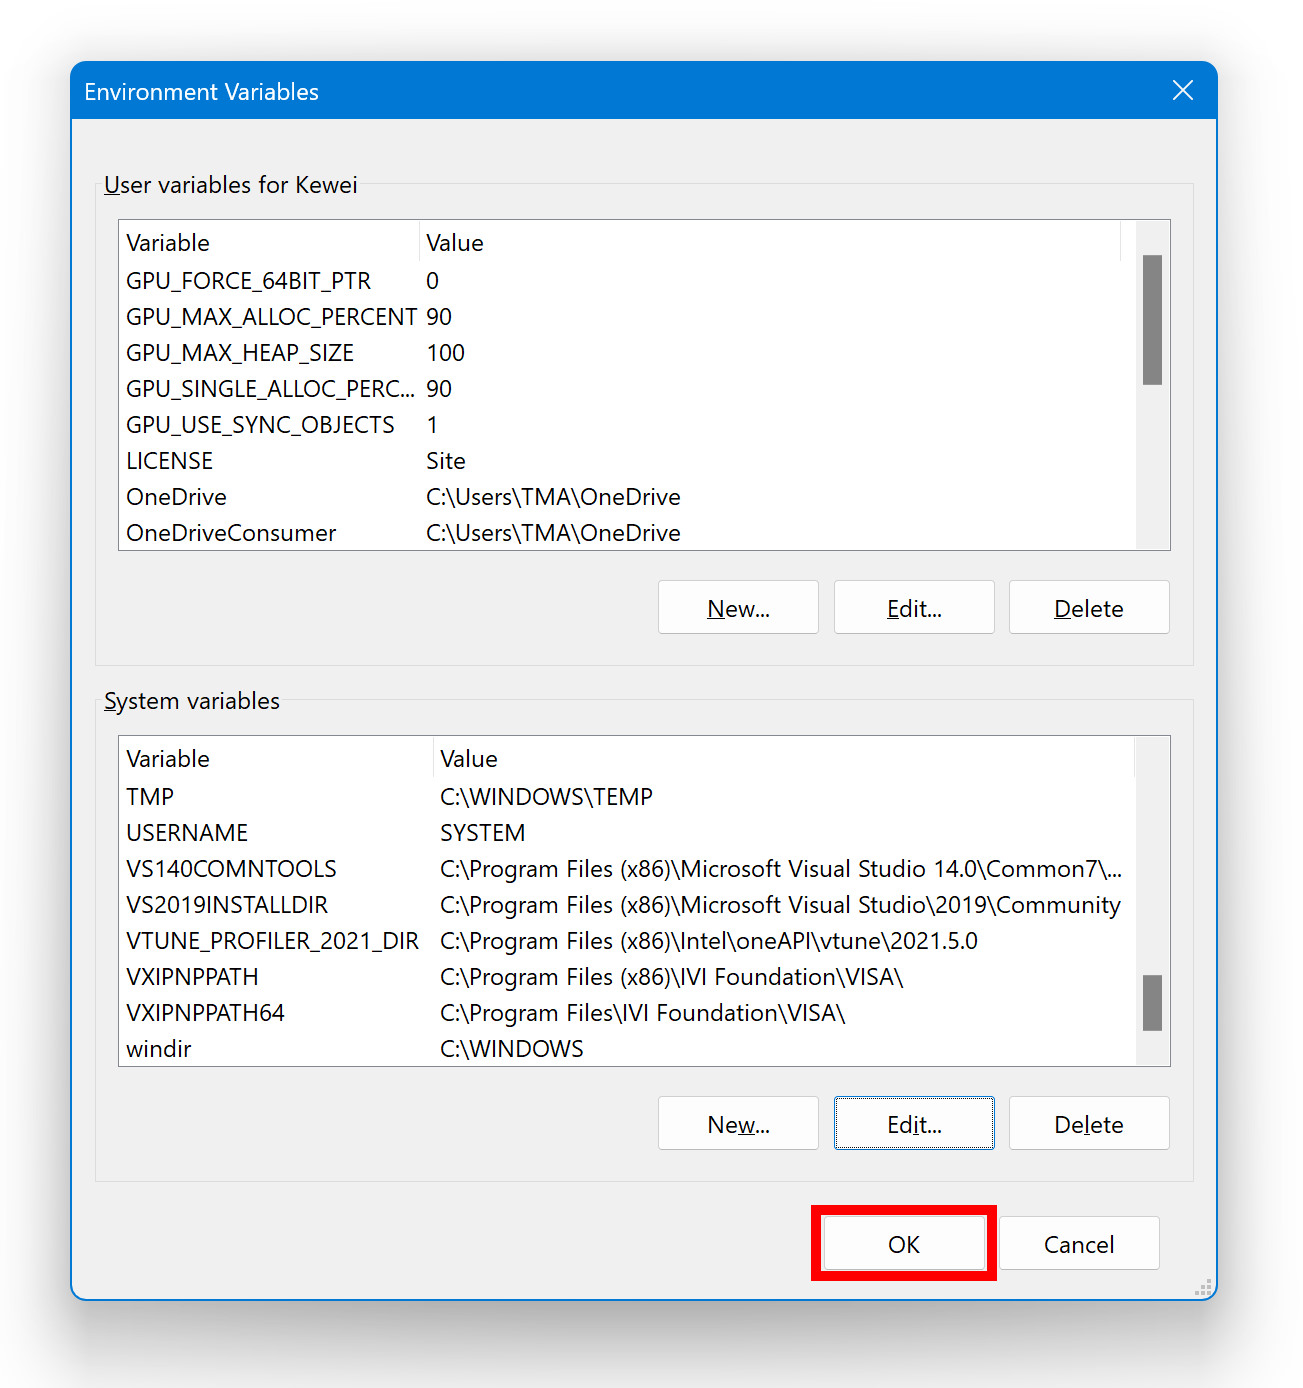 Environment Variables
User variables for Kewei
Variable Value
GPU_FORCE_64BIT_PTR 0
GPU_MAX_ALLOC_PERCENT 90
GPU_MAX_HEAP_SIZE 100
GPU_SINGLE_ALLOC_PERC... 90
GPU_USE_SYNC_OBJECTS 1
LICENSE Site
OneDrive C:\Users\TMA\OneDrive
OneDriveConsumer C:\Users\TMA\OneDrive
New... Edit... Delete
System variables
Variable Value
TMP C:\WINDOWS\TEMP
USERNAME SYSTEM
VS140COMNTOOLS C:\Program Files (x86)\Microsoft Visual Studio 14.0\Common7\...
VS2019INSTALLDIR C:\Program Files (x86)\Microsoft Visual Studio\2019\Community
VTUNE_PROFILER_2021_DIR C:\Program Files (x86)\Intel\oneAPI\vtune\2021.5.0
VXIPNPPATH C:\Program Files (x86)\IVI Foundation\VISA\
VXIPNPPATH64 C:\Program Files\IVI Foundation\VISA\
windir C:\WINDOWS
New... Edit... Delete
OK Cancel